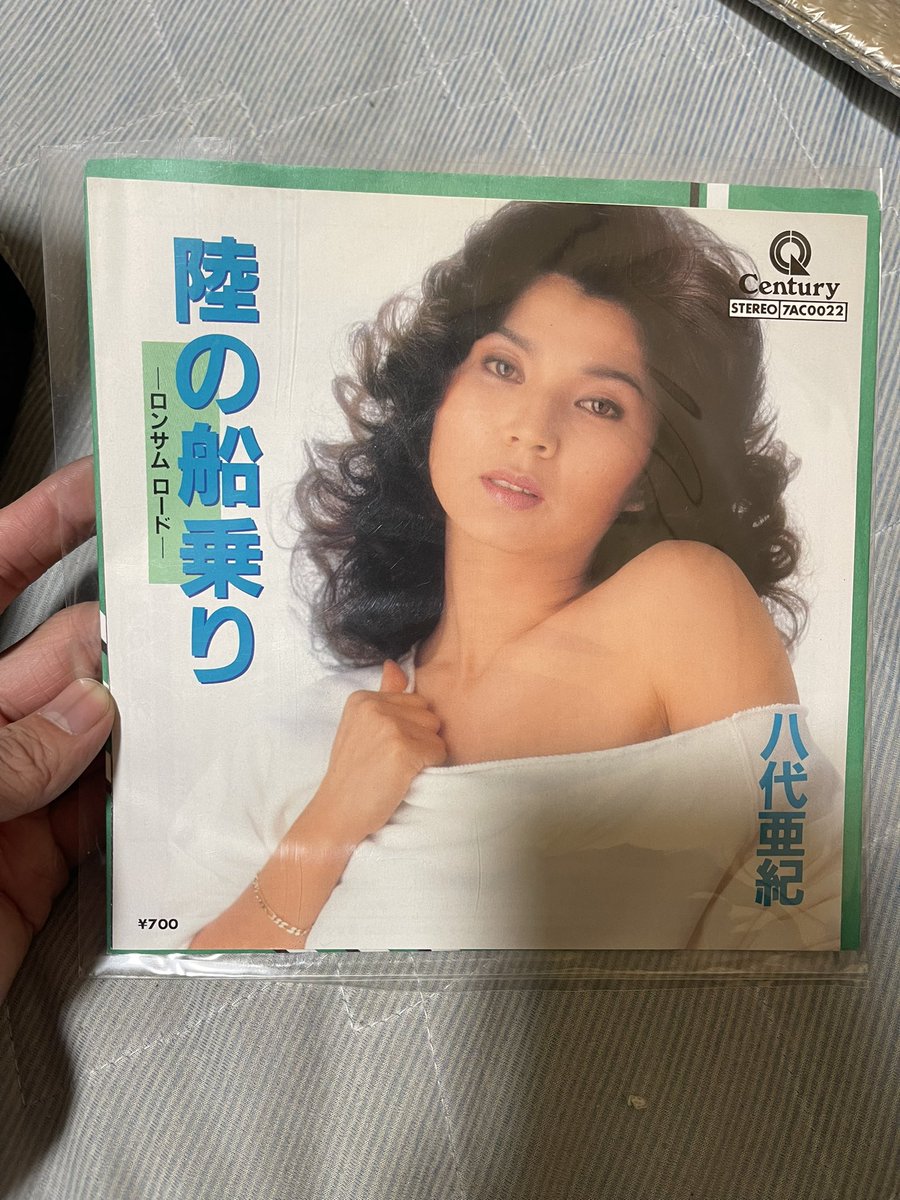 陸の船乗り
―ロンサム ロード―
Century
STEREO 7AC0022
八代亜紀
¥700